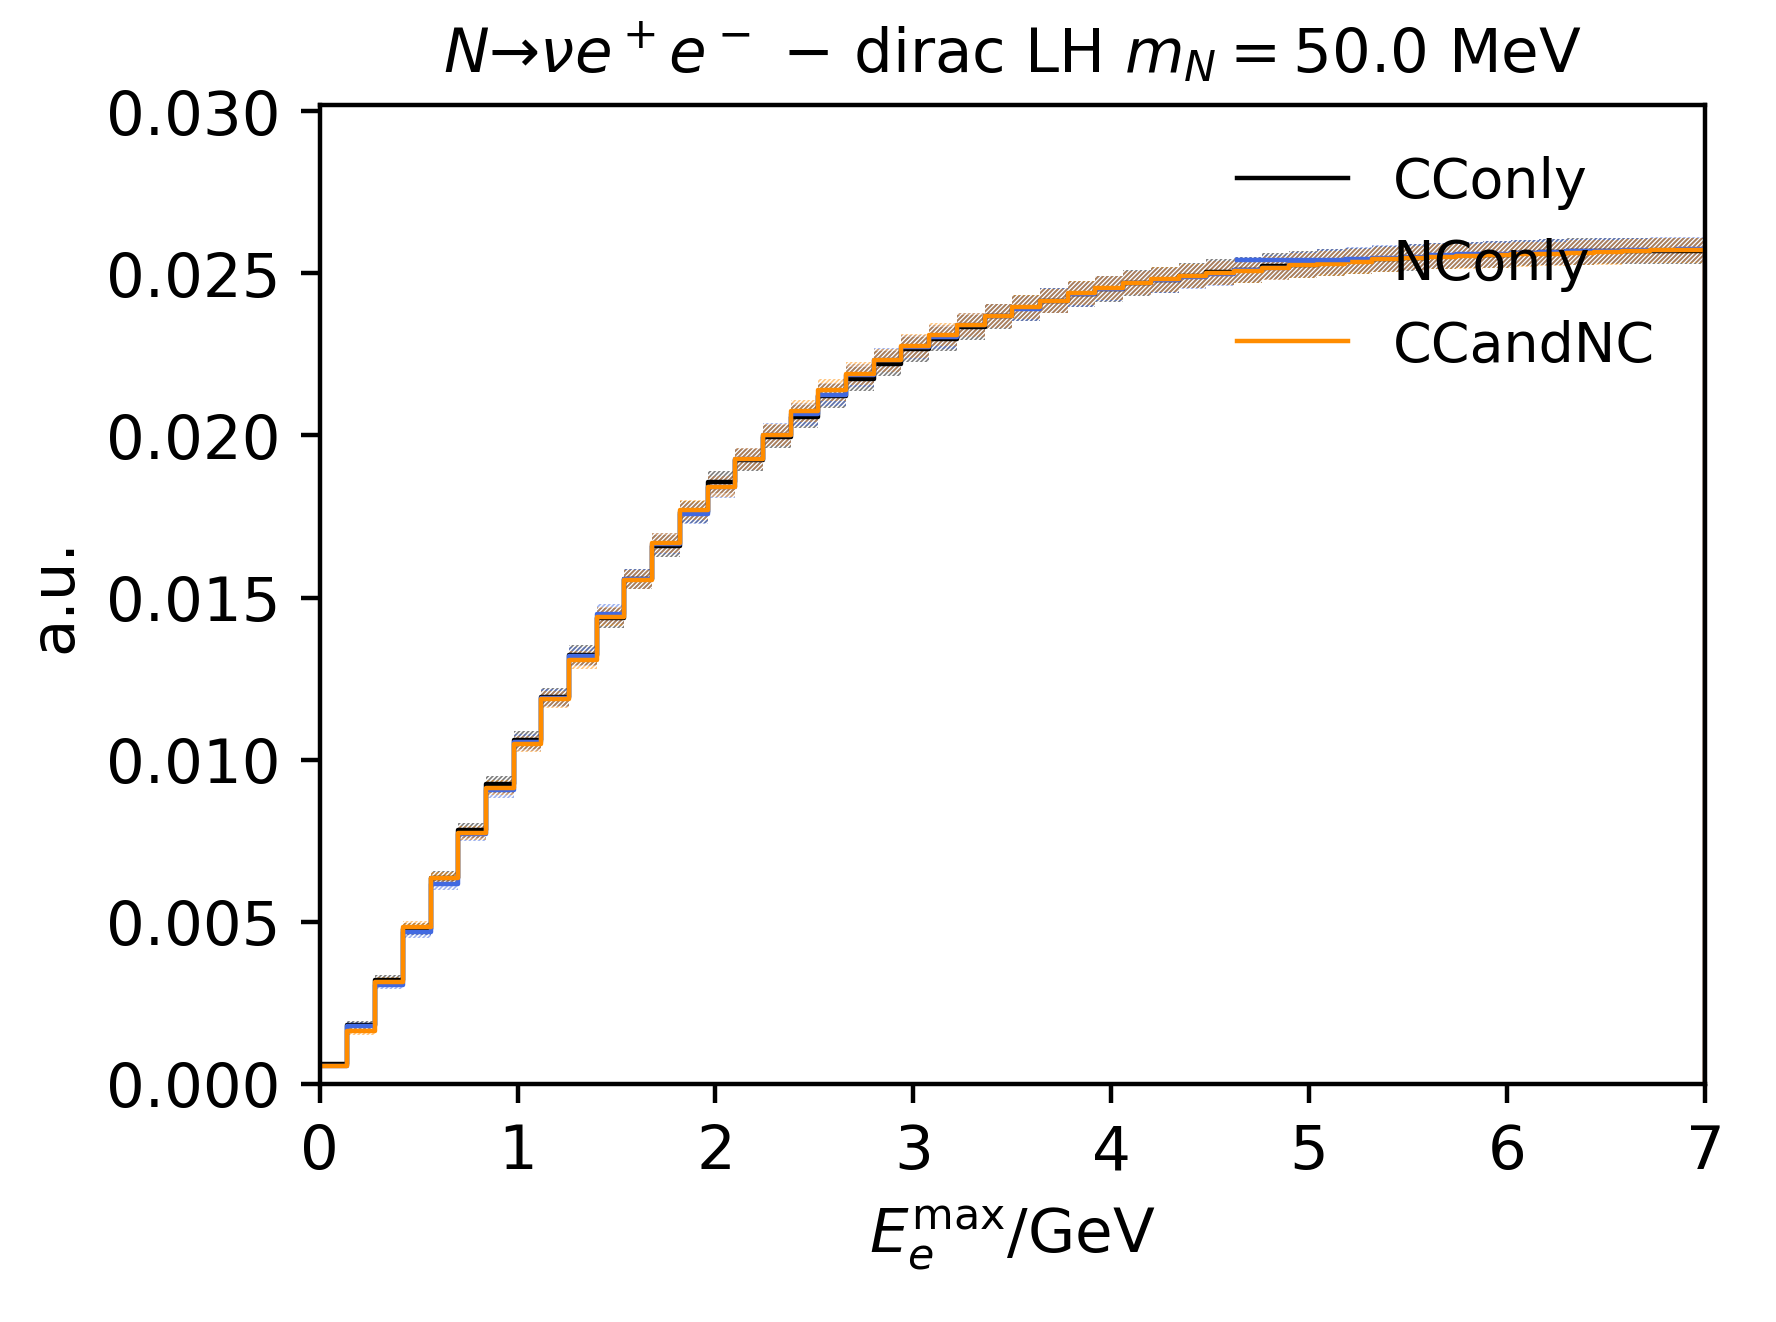 N→νe⁺e⁻ − dirac LH m_N = 50.0 MeV
0.030
0.025
0.020
0.015
0.010
0.005
0.000
a.u.
CConly
NConly
CCandNC
0 1 2 3 4 5 6 7
E_e^max/GeV